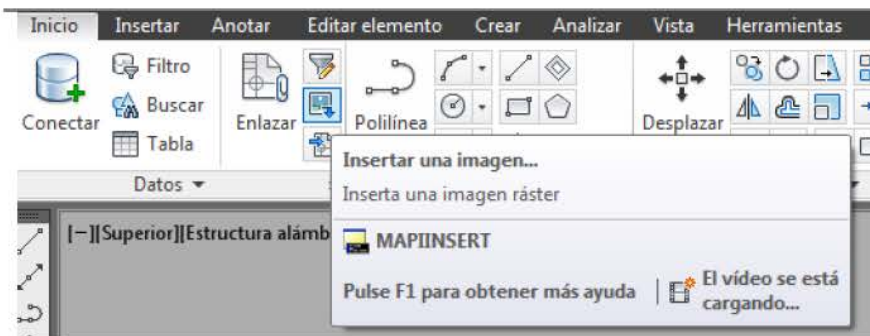 Inicio Insertar Anotar Editar elemento Crear Analizar Vista Herramientas
Filtro
Buscar
Tabla
Conectar
Enlazar
Polilínea
Desplazar
Datos
[−][Superior][Estructura alámb
Insertar una imagen...
Inserta una imagen ráster
MAPIINSERT
Pulse F1 para obtener más ayuda
El vídeo se está
cargando...